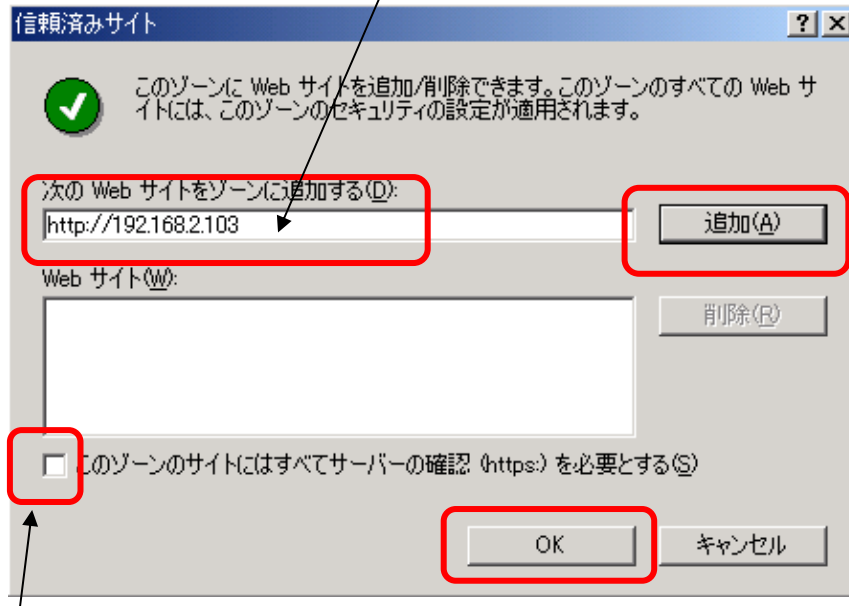 信頼済みサイト
このゾーンに Web サイトを追加/削除できます。このゾーンのすべての Web サ
イトには、このゾーンのセキュリティの設定が適用されます。
次の Web サイトをゾーンに追加する(D):
http://192.168.2.103
追加(A)
Web サイト(W):
削除(R)
このゾーンのサイトにはすべてサーバーの確認 (https:) を必要とする(S)
OK
キャンセル